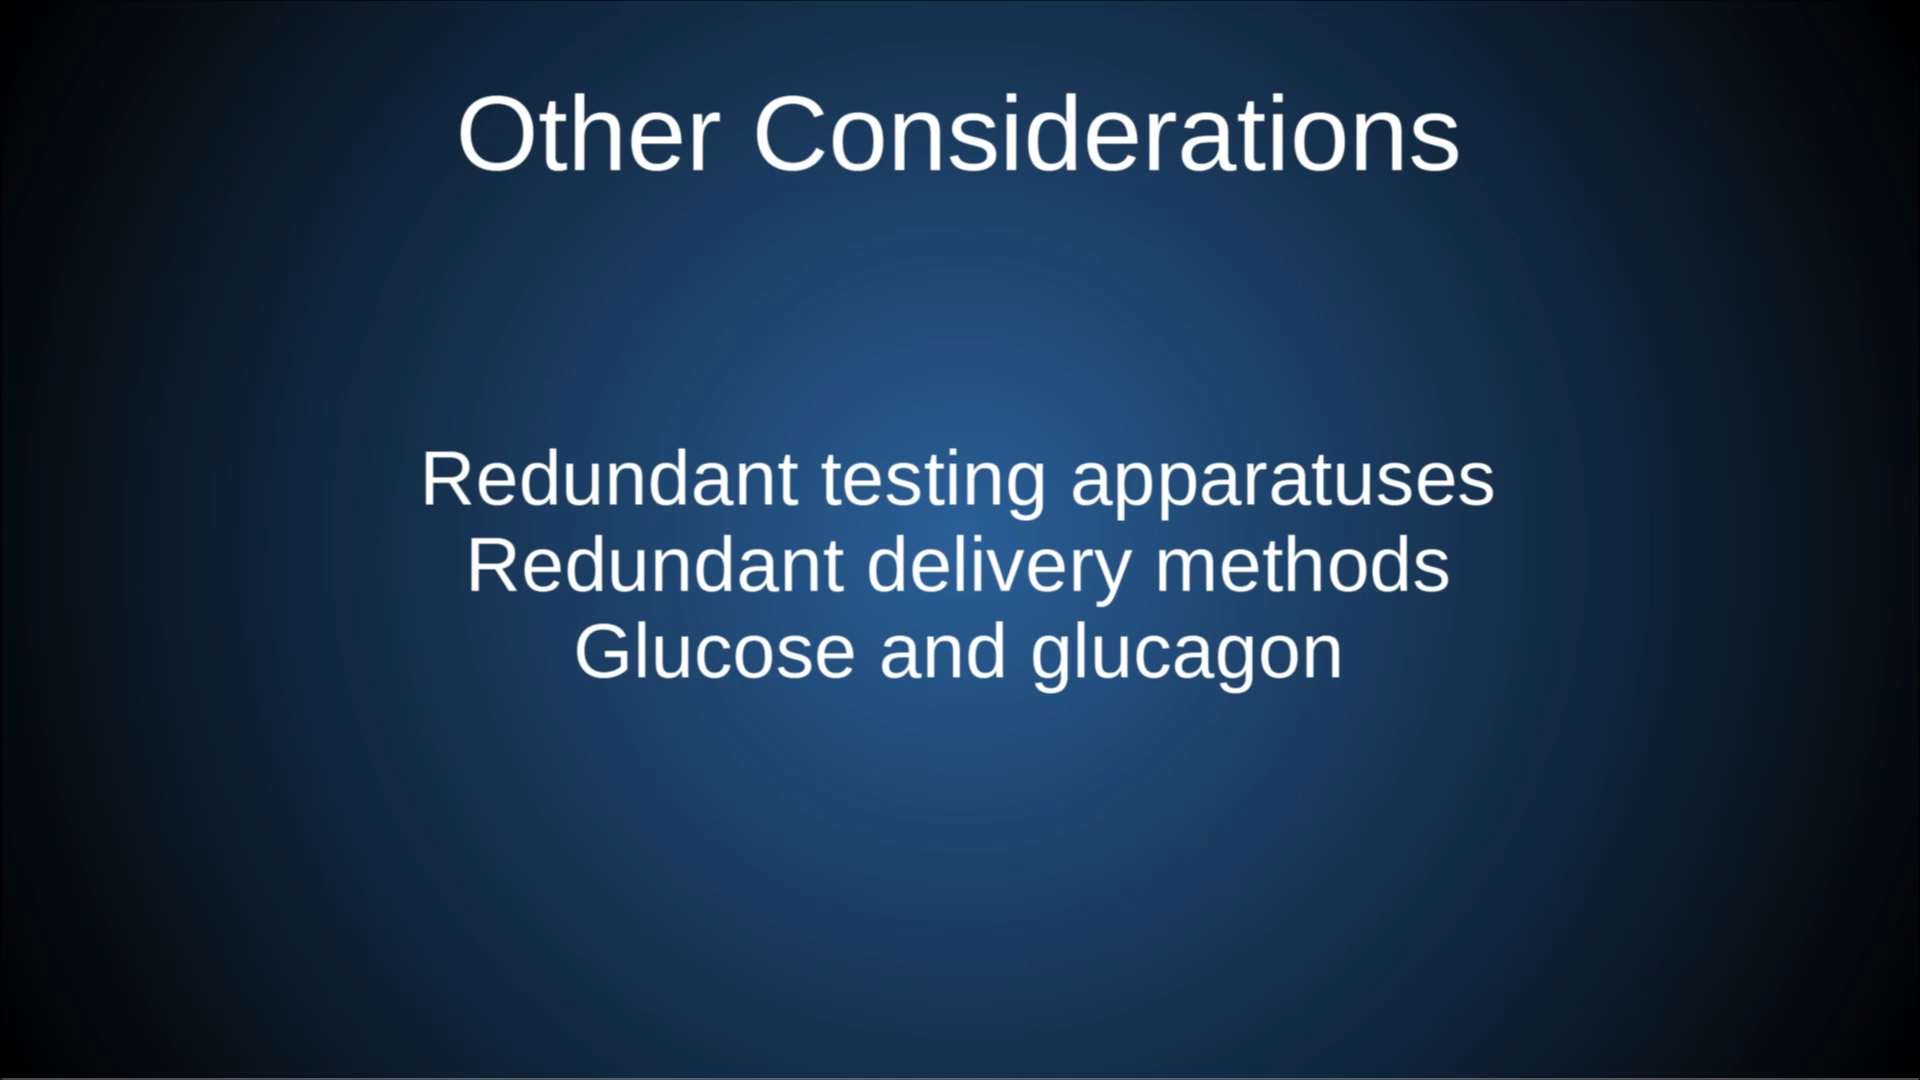 Other Considerations
Redundant testing apparatuses
Redundant delivery methods
Glucose and glucagon